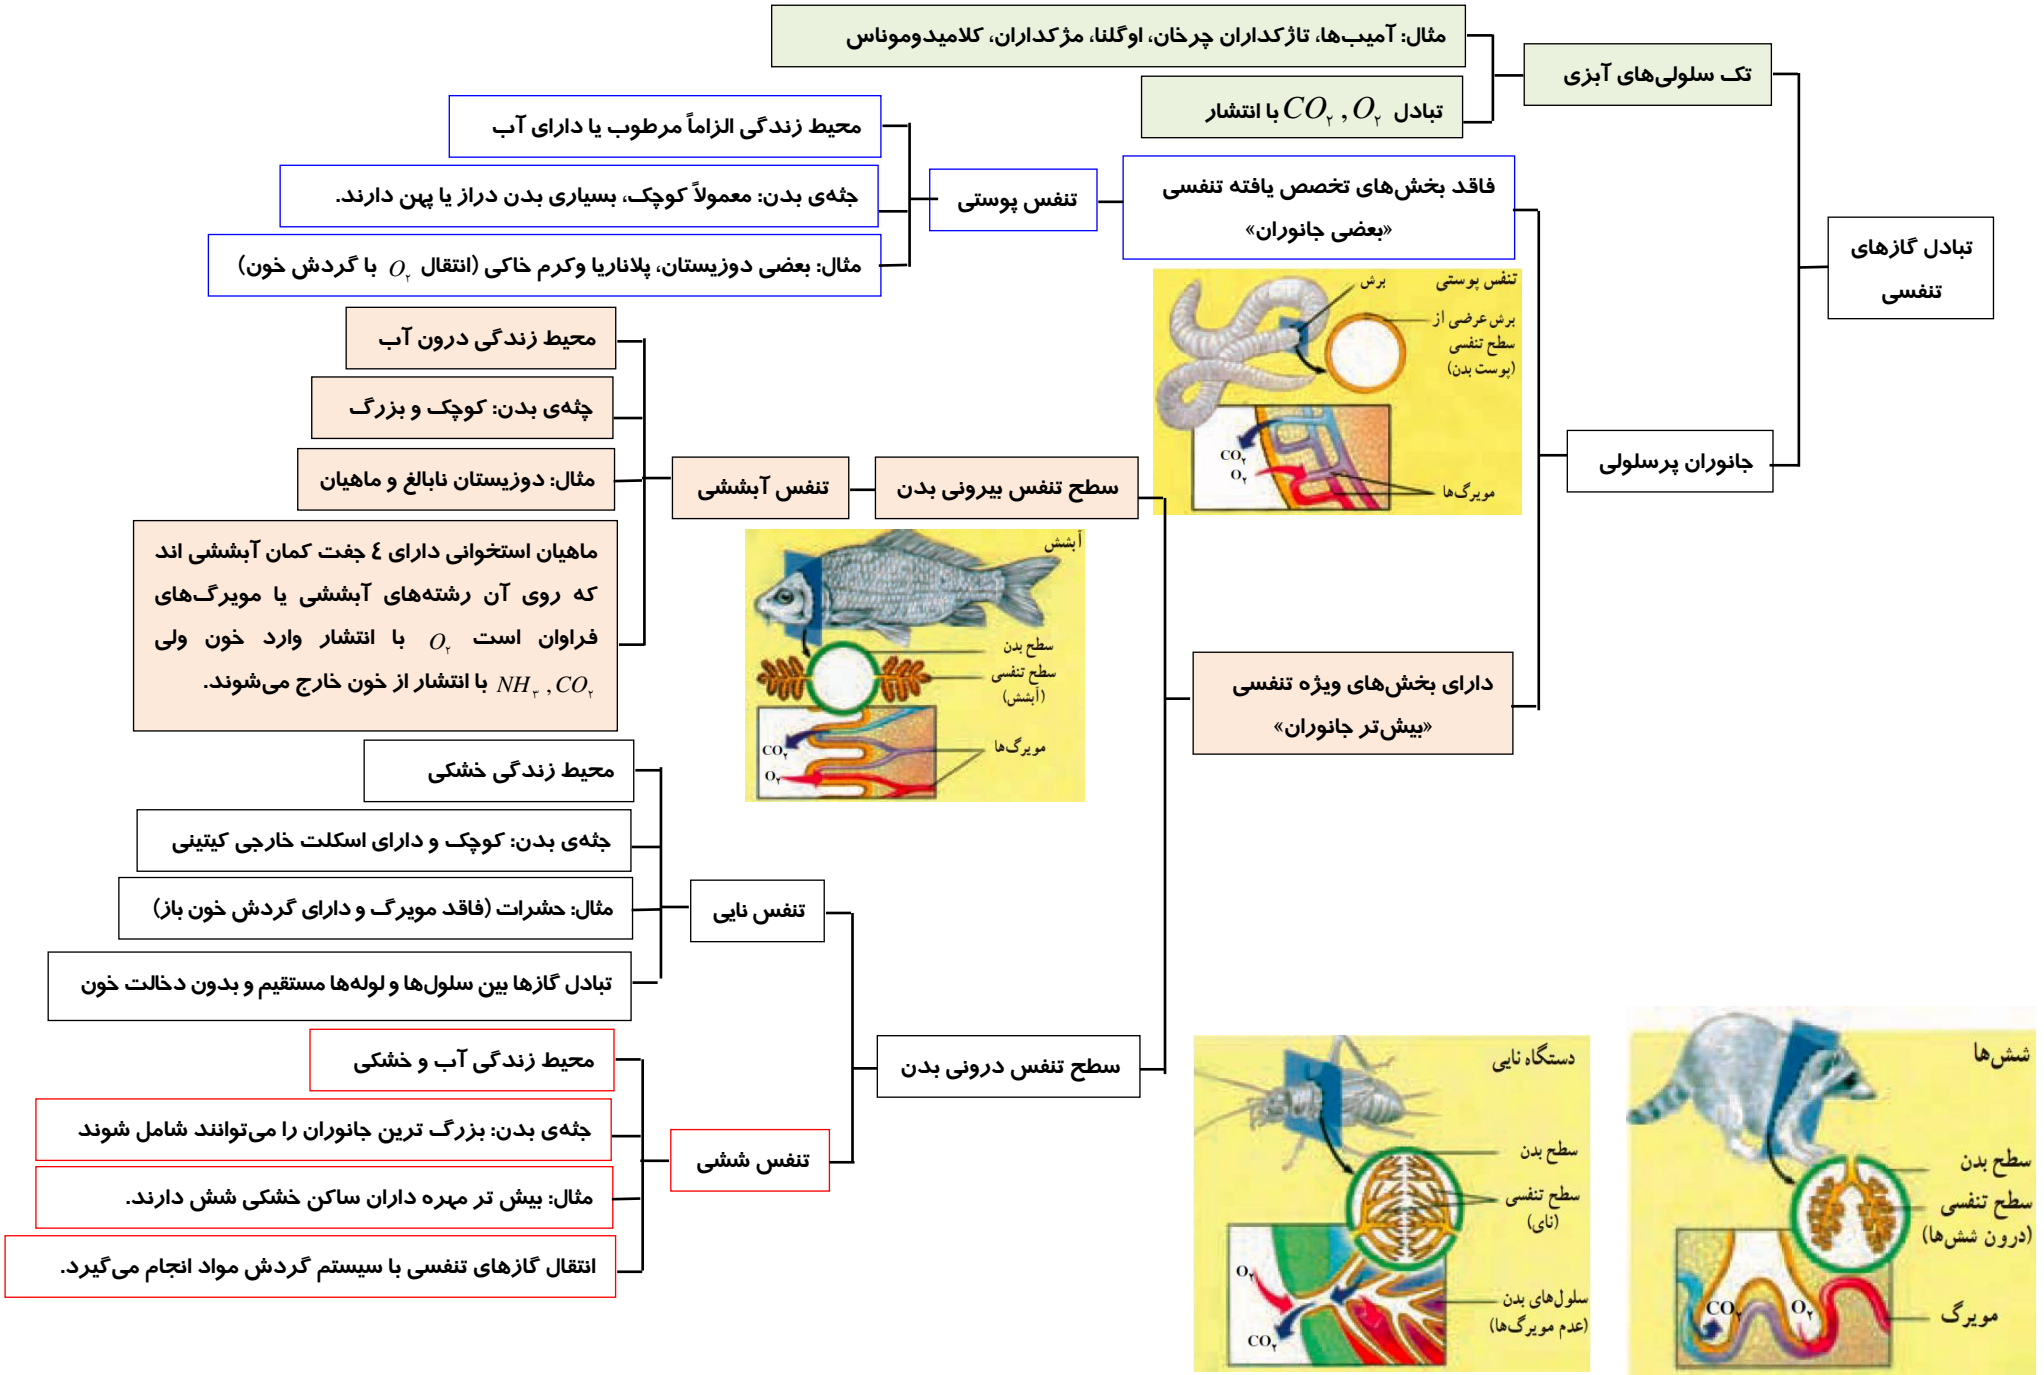 تبادل گازهای
تنفسی
تک سلولی‌های آبزی
مثال: آمیب‌ها، تاژکداران چرخان، اوگلنا، مژکداران، کلامیدوموناس
تبادل CO۲ , O۲ با انتشار
جانوران پرسلولی
فاقد بخش‌های تخصص یافته تنفسی
«بعضی جانوران»
تنفس پوستی
محیط زندگی الزاماً مرطوب یا دارای آب
جثه‌ی بدن: معمولاً کوچک، بسیاری بدن دراز یا پهن دارند.
مثال: بعضی دوزیستان، پلاناریا وکرم خاکی (انتقال O۲ با گردش خون)
تنفس پوستی
برش
برش عرضی از
سطح تنفسی
(پوست بدن)
CO۲
O۲
مویرگ‌ها
دارای بخش‌های ویژه تنفسی
«بیش‌تر جانوران»
سطح تنفس بیرونی بدن
تنفس آبششی
محیط زندگی درون آب
چثه‌ی بدن: کوچک و بزرگ
مثال: دوزیستان نابالغ و ماهیان
ماهیان استخوانی دارای ٤ جفت کمان آبششی اند
که روی آن رشته‌های آبششی یا مویرگ‌های
فراوان است O۲ با انتشار وارد خون ولی
NH۳ , CO۲ با انتشار از خون خارج می‌شوند.
آبشش
سطح بدن
سطح تنفسی
(آبشش)
CO۲
مویرگ‌ها
O۲
سطح تنفس درونی بدن
تنفس نایی
محیط زندگی خشکی
جثه‌ی بدن: کوچک و دارای اسکلت خارجی کیتینی
مثال: حشرات (فاقد مویرگ و دارای گردش خون باز)
تبادل گازها بین سلول‌ها و لوله‌ها مستقیم و بدون دخالت خون
تنفس ششی
محیط زندگی آب و خشکی
جثه‌ی بدن: بزرگ ترین جانوران را می‌توانند شامل شوند
مثال: بیش تر مهره داران ساکن خشکی شش دارند.
انتقال گازهای تنفسی با سیستم گردش مواد انجام می‌گیرد.
دستگاه نایی
سطح بدن
سطح تنفسی
(نای)
O۲
سلول‌های بدن
(عدم مویرگ‌ها)
CO۲
شش‌ها
سطح بدن
سطح تنفسی
(درون شش‌ها)
CO۲
O۲
مویرگ